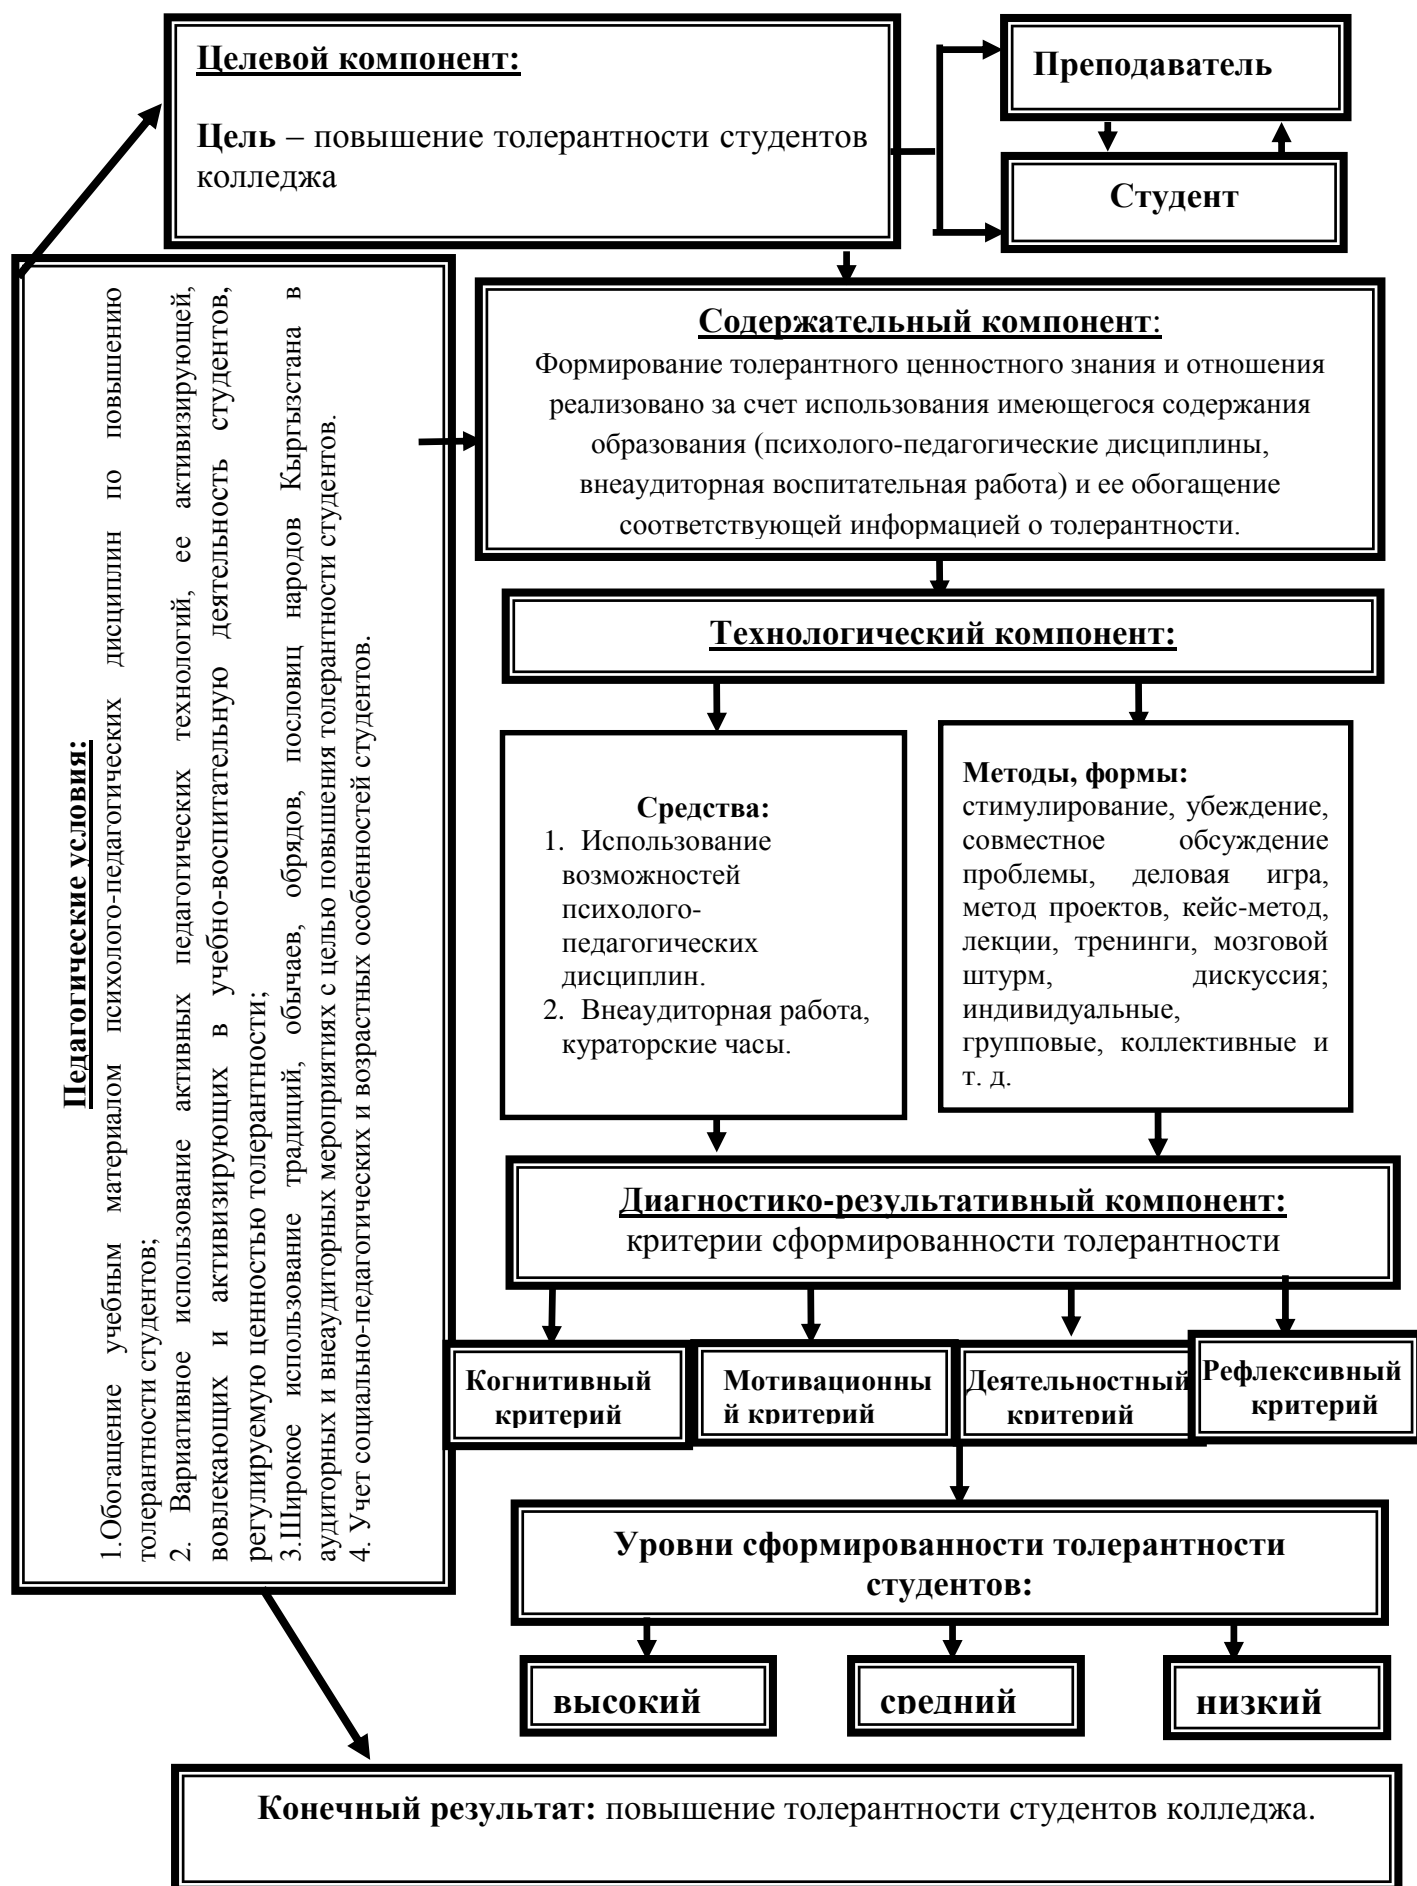 Целевой компонент:
Цель – повышение толерантности студентов
колледжа
Преподаватель
Студент
Педагогические условия:
1.Обогащение учебным материалом психолого-педагогических дисциплин по повышению
толерантности студентов;
2. Вариативное использование активных педагогических технологий, ее активизирующей,
вовлекающих и активизирующих в учебно-воспитательную деятельность студентов,
регулируемую ценностью толерантности;
3.Широкое использование традиций, обычаев, обрядов, пословиц народов Кыргызстана в
аудиторных и внеаудиторных мероприятиях с целью повышения толерантности студентов.
4. Учет социально-педагогических и возрастных особенностей студентов.
Содержательный компонент:
Формирование толерантного ценностного знания и отношения
реализовано за счет использования имеющегося содержания
образования (психолого-педагогические дисциплины,
внеаудиторная воспитательная работа) и ее обогащение
соответствующей информацией о толерантности.
Технологический компонент:
Средства:
1. Использование
возможностей
психолого-
педагогических
дисциплин.
2. Внеаудиторная работа,
кураторские часы.
Методы, формы:
стимулирование, убеждение,
совместное обсуждение
проблемы, деловая игра,
метод проектов, кейс-метод,
лекции, тренинги, мозговой
штурм, дискуссия;
индивидуальные,
групповые, коллективные и
т. д.
Диагностико-результативный компонент:
критерии сформированности толерантности
Когнитивный
критерий
Мотивационны
й критерий
Деятельностный
критерий
Рефлексивный
критерий
Уровни сформированности толерантности
студентов:
высокий
средний
низкий
Конечный результат: повышение толерантности студентов колледжа.